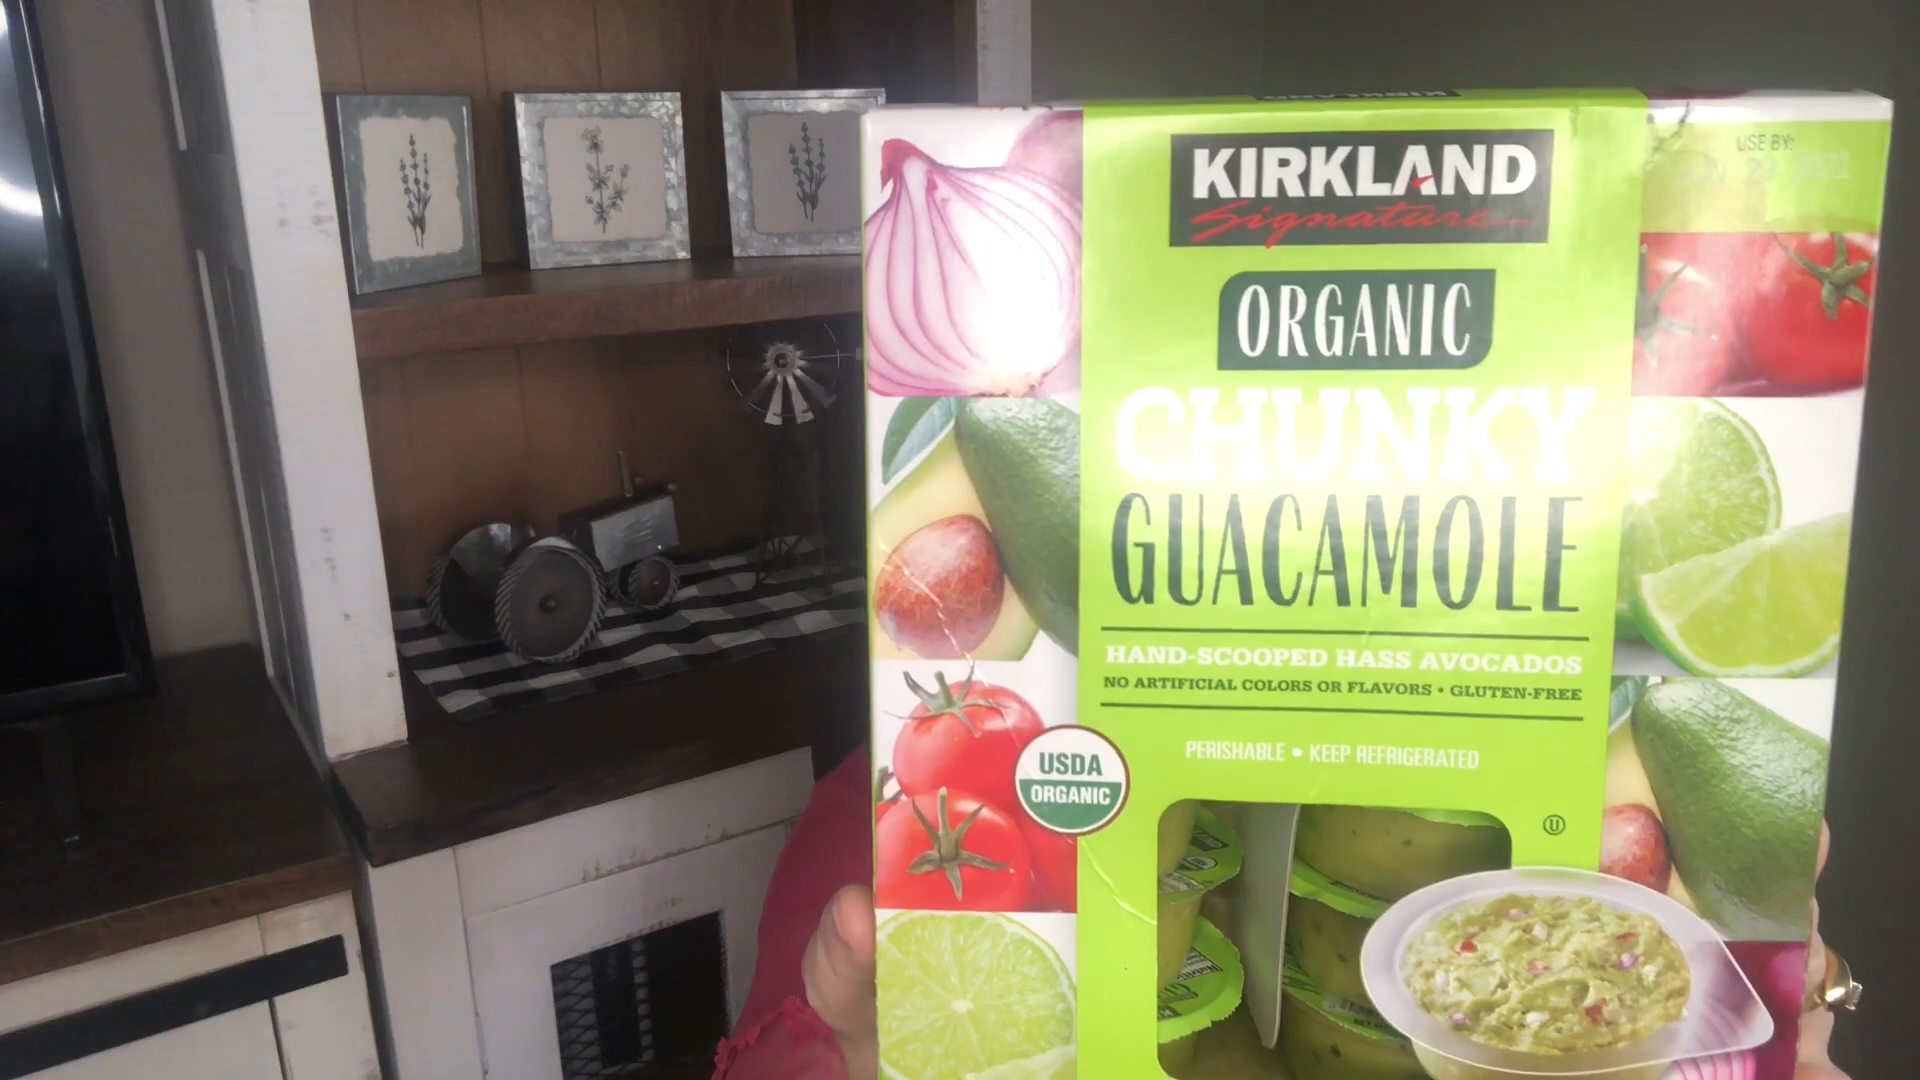 KIRKLAND
KIRKLAND
Signature
USE BY:
ORGANIC
CHUNKY
GUACAMOLE
HAND-SCOOPED HASS AVOCADOS
NO ARTIFICIAL COLORS OR FLAVORS • GLUTEN-FREE
USDA
ORGANIC
PERISHABLE • KEEP REFRIGERATED
U